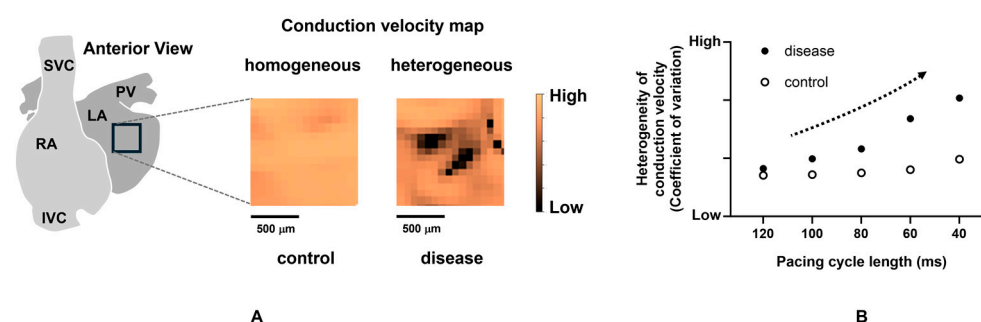 Conduction velocity map
Anterior View
homogeneous
heterogeneous
SVC
PV
LA
RA
IVC
High
Low
500 μm
500 μm
control
disease
A
Heterogeneity of
conduction velocity
(Coefficient of variation)
High
Low
disease
control
120 100 80 60 40
Pacing cycle length (ms)
B